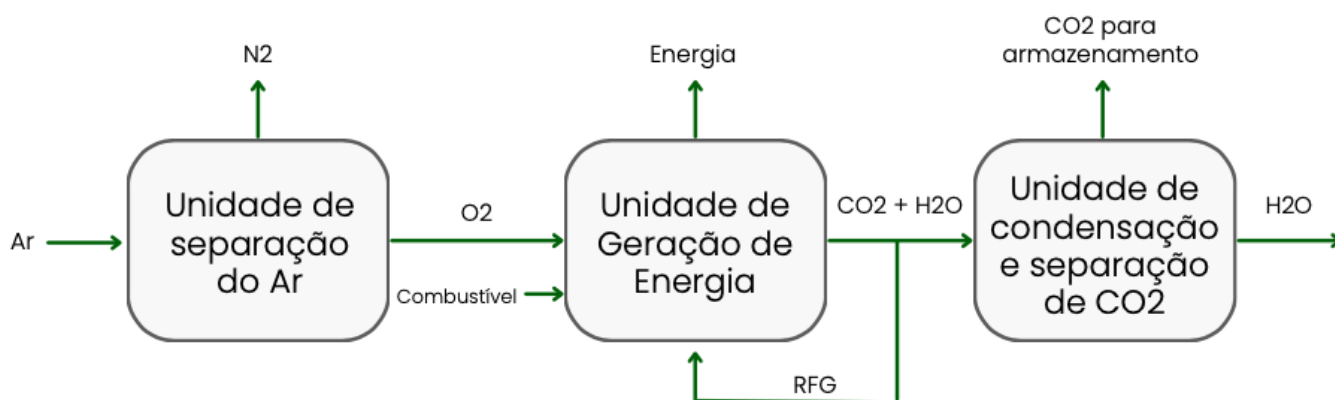 N2
Energia
CO2 para
armazenamento
Ar
Unidade de
separação
do Ar
O2
Combustível
Unidade de
Geração de
Energia
CO2 + H2O
RFG
Unidade de
condensação
e separação
de CO2
H2O